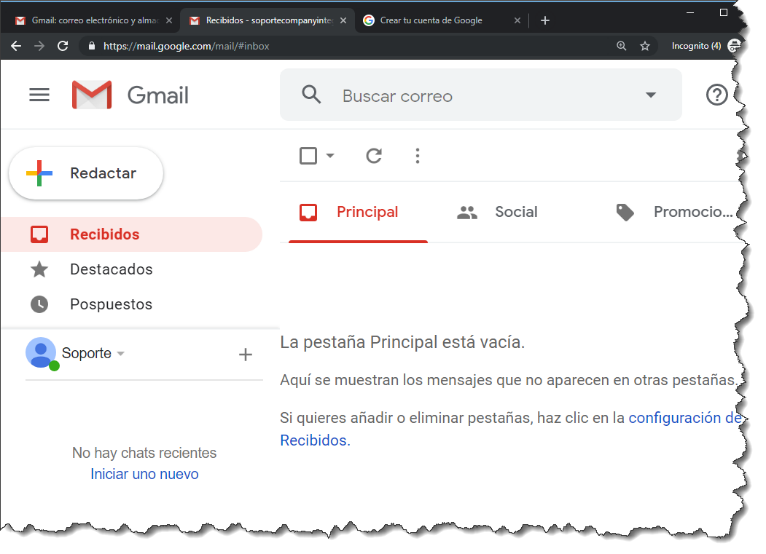 Gmail: correo electrónico y alma
Recibidos - soportecompanyinte
Crear tu cuenta de Google
https://mail.google.com/mail/#inbox
Incognito (4)
Gmail
Buscar correo
Redactar
Recibidos
Destacados
Pospuestos
Soporte
No hay chats recientes
Iniciar uno nuevo
Principal
Social
Promocio...
La pestaña Principal está vacía.
Aquí se muestran los mensajes que no aparecen en otras pestañas.
Si quieres añadir o eliminar pestañas, haz clic en la configuración de
Recibidos.